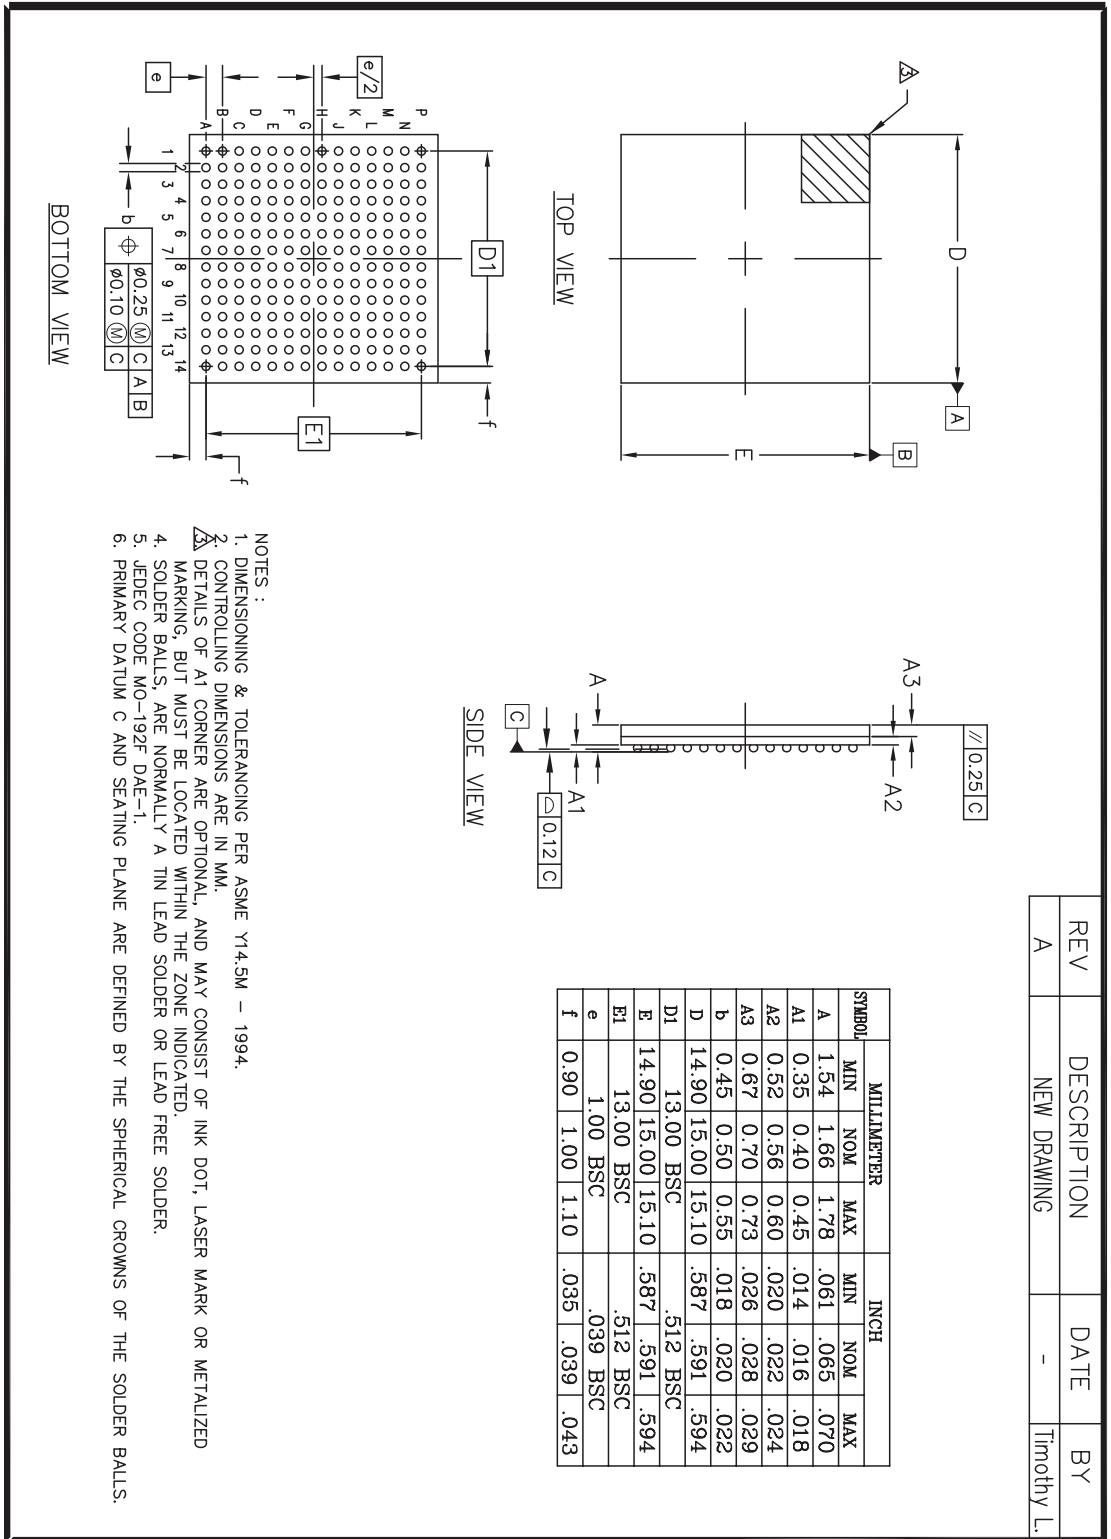 REV DESCRIPTION DATE BY
A NEW DRAWING - Timothy L.
3
D
A
B
E
TOP VIEW
// 0.25 C
A3
A2
A
A1
C
0.12 C
SIDE VIEW
e/2
e
P
N
M
L
K
J
H
G
F
E
D
C
B
A
1 2 3 4 5 6 7 8 9 10 11 12 13 14
D1
E1
f
f
b
⌖ Ø0.25 Ⓜ C A B
Ø0.10 Ⓜ C
BOTTOM VIEW
SYMBOL MILLIMETER INCH
MIN NOM MAX MIN NOM MAX
A 1.54 1.66 1.78 .061 .065 .070
A1 0.35 0.40 0.45 .014 .016 .018
A2 0.52 0.56 0.60 .020 .022 .024
A3 0.67 0.70 0.73 .026 .028 .029
b 0.45 0.50 0.55 .018 .020 .022
D 14.90 15.00 15.10 .587 .591 .594
D1 13.00 BSC .512 BSC
E 14.90 15.00 15.10 .587 .591 .594
E1 13.00 BSC .512 BSC
e 1.00 BSC .039 BSC
f 0.90 1.00 1.10 .035 .039 .043
NOTES :
1. DIMENSIONING & TOLERANCING PER ASME Y14.5M - 1994.
2. CONTROLLING DIMENSIONS ARE IN MM.
3. DETAILS OF A1 CORNER ARE OPTIONAL, AND MAY CONSIST OF INK DOT, LASER MARK OR METALIZED
MARKING, BUT MUST BE LOCATED WITHIN THE ZONE INDICATED.
4. SOLDER BALLS, ARE NORMALLY A TIN LEAD SOLDER OR LEAD FREE SOLDER.
5. JEDEC CODE MO-192F DAE-1.
6. PRIMARY DATUM C AND SEATING PLANE ARE DEFINED BY THE SPHERICAL CROWNS OF THE SOLDER BALLS.